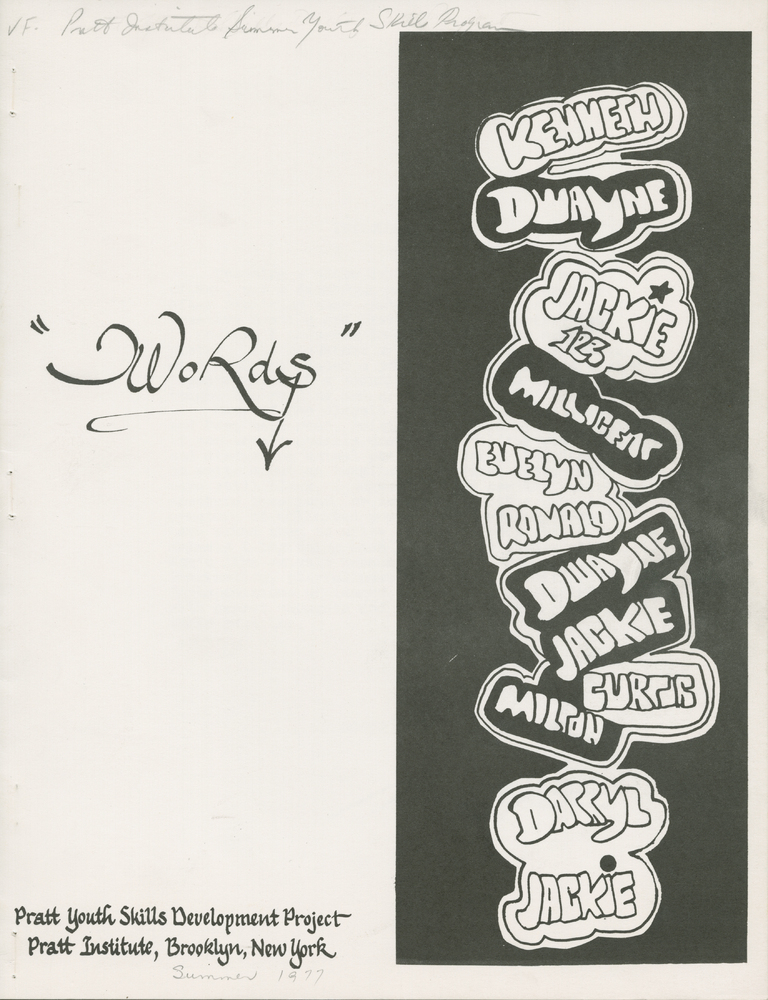 VF. Pratt Institute Summer Youth Skills Program
"WoRds"
Pratt Youth Skills Development Project
Pratt Institute, Brooklyn, New York
Summer 1977
KENNETH
DWAYNE
JACKIE
123
MILLICENT
EVELYN
RONALD
DWAYNE
JACKIE
CURTIS
MILTON
DARRYL
JACKIE